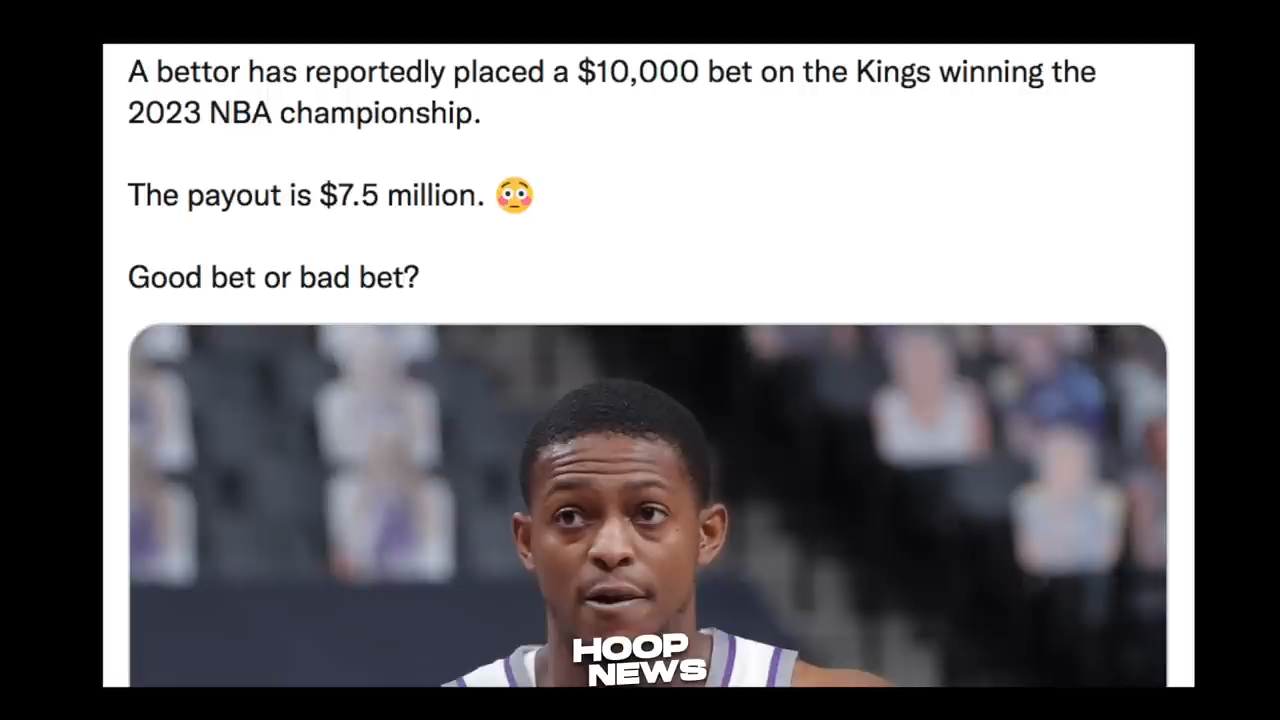 A bettor has reportedly placed a $10,000 bet on the Kings winning the
2023 NBA championship.
The payout is $7.5 million. 😳
Good bet or bad bet?
HOOP
NEWS